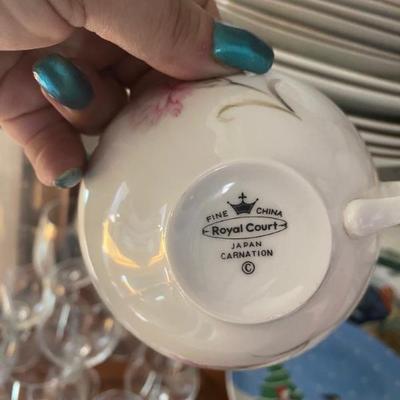 FINE CHINA
Royal Court
JAPAN
CARNATION
©